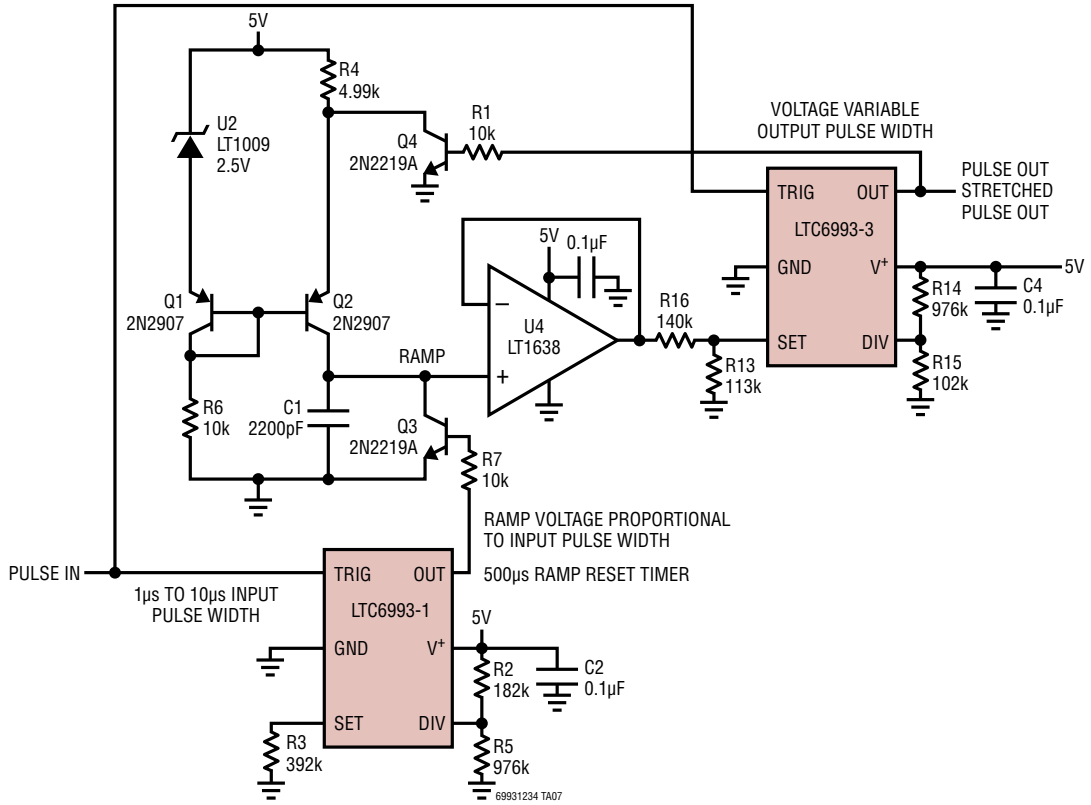 5V
R4
4.99k
U2
LT1009
2.5V
Q4
2N2219A
R1
10k
VOLTAGE VARIABLE
OUTPUT PULSE WIDTH
PULSE OUT
STRETCHED
PULSE OUT
TRIG
OUT
LTC6993-3
GND
V+
5V
SET
DIV
R14
976k
C4
0.1µF
R15
102k
Q1
2N2907
Q2
2N2907
5V
0.1µF
–
U4
LT1638
+
R16
140k
R13
113k
RAMP
R6
10k
C1
2200pF
Q3
2N2219A
R7
10k
RAMP VOLTAGE PROPORTIONAL
TO INPUT PULSE WIDTH
500µs RAMP RESET TIMER
PULSE IN
1µs TO 10µs INPUT
PULSE WIDTH
TRIG
OUT
LTC6993-1
GND
V+
5V
SET
DIV
R2
182k
C2
0.1µF
R3
392k
R5
976k
69931234 TA07